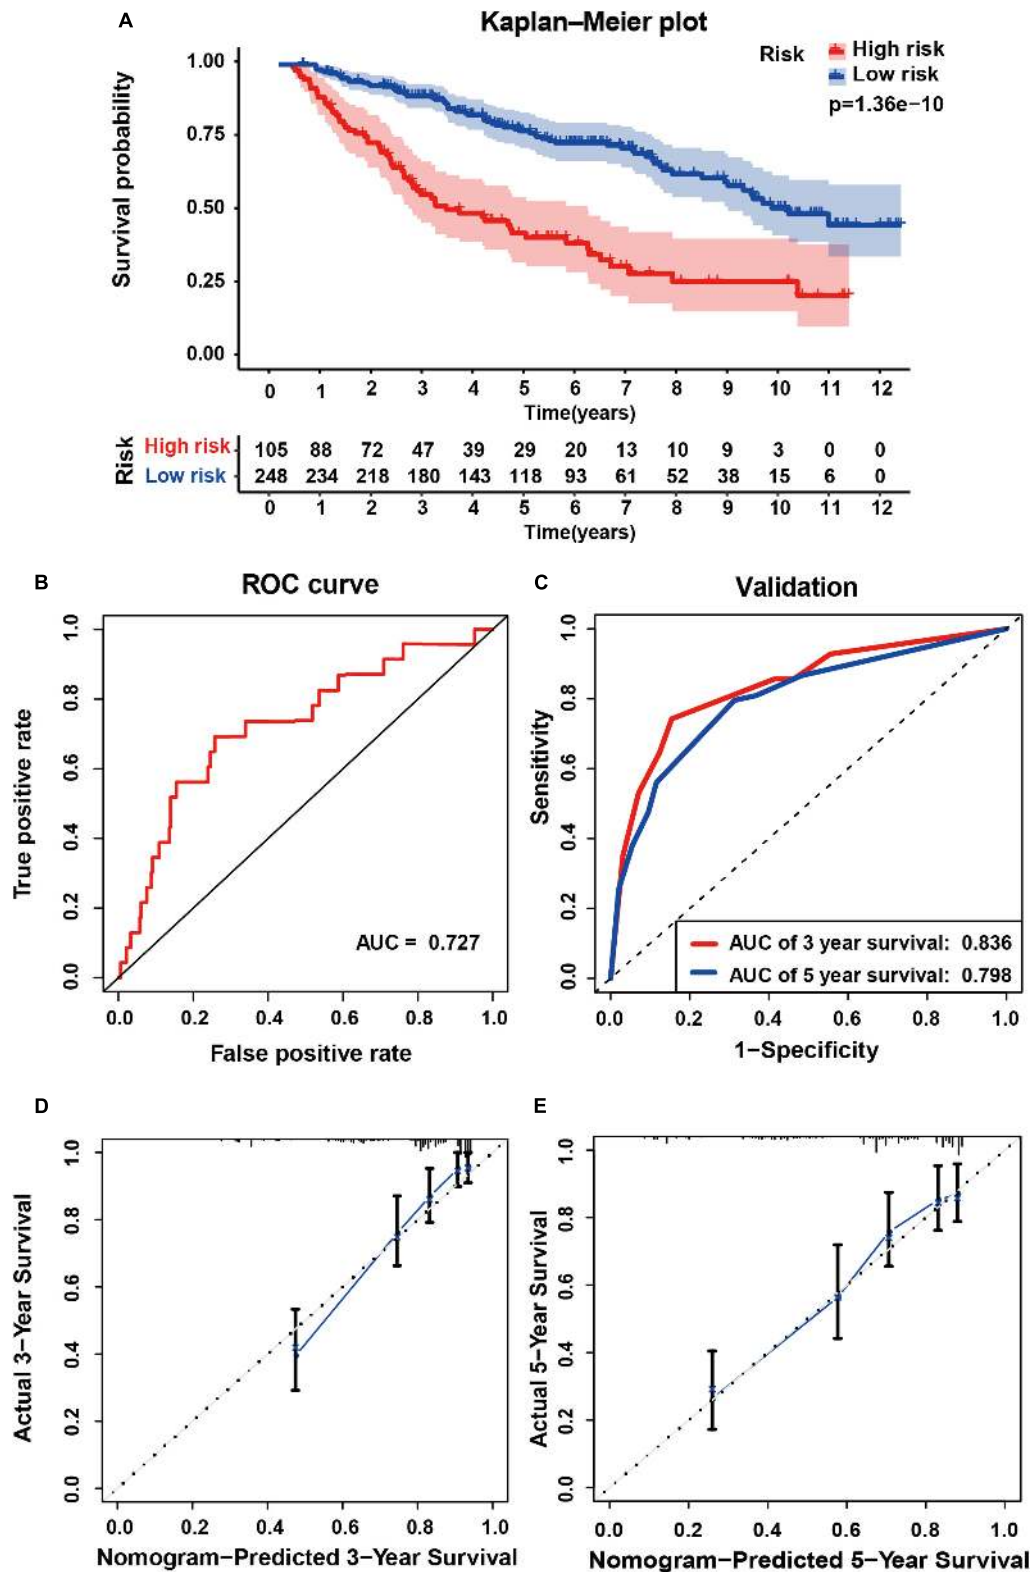 A
Kaplan–Meier plot
Risk
High risk
Low risk
p=1.36e−10
Survival probability
1.00
0.75
0.50
0.25
0.00
0 1 2 3 4 5 6 7 8 9 10 11 12
Time(years)
Risk
High risk 105 88 72 47 39 29 20 13 10 9 3 0 0
Low risk 248 234 218 180 143 118 93 61 52 38 15 6 0
0 1 2 3 4 5 6 7 8 9 10 11 12
Time(years)
B
ROC curve
True positive rate
1.0
0.8
0.6
0.4
0.2
0.0
AUC = 0.727
0.0 0.2 0.4 0.6 0.8 1.0
False positive rate
C
Validation
Sensitivity
1.0
0.8
0.6
0.4
0.2
0.0
AUC of 3 year survival: 0.836
AUC of 5 year survival: 0.798
0.0 0.2 0.4 0.6 0.8 1.0
1−Specificity
D
Actual 3−Year Survival
1.0
0.8
0.6
0.4
0.2
0.0
0.0 0.2 0.4 0.6 0.8 1.0
Nomogram−Predicted 3−Year Survival
E
Actual 5−Year Survival
1.0
0.8
0.6
0.4
0.2
0.0
0.0 0.2 0.4 0.6 0.8 1.0
Nomogram−Predicted 5−Year Survival